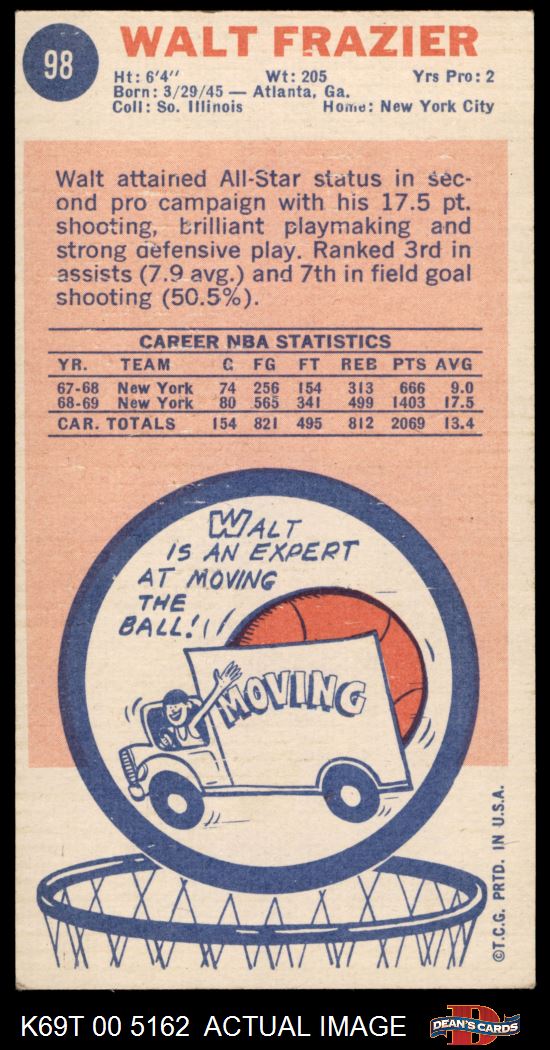 98
WALT FRAZIER
Ht: 6'4" Wt: 205 Yrs Pro: 2
Born: 3/29/45 — Atlanta, Ga.
Coll: So. Illinois Home: New York City
Walt attained All-Star status in sec-
ond pro campaign with his 17.5 pt.
shooting, brilliant playmaking and
strong defensive play. Ranked 3rd in
assists (7.9 avg.) and 7th in field goal
shooting (50.5%).
CAREER NBA STATISTICS
YR. TEAM G FG FT REB PTS AVG
67-68 New York 74 256 154 313 666 9.0
68-69 New York 80 565 341 499 1403 17.5
CAR. TOTALS 154 821 495 812 2069 13.4
WALT
IS AN EXPERT
AT MOVING
THE
BALL!
MOVING
©T.C.G. PRTD. IN U.S.A.
K69T 00 5162 ACTUAL IMAGE
D
DEAN'S CARDS